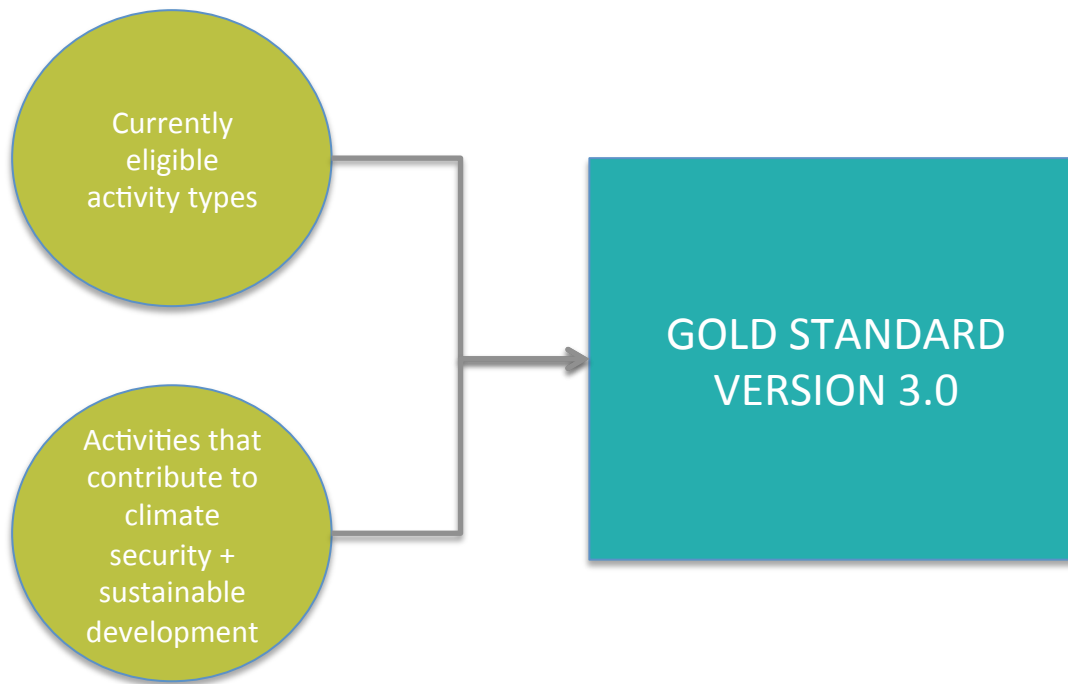 Currently
eligible
activity types
Activities that
contribute to
climate
security +
sustainable
development
GOLD STANDARD
VERSION 3.0